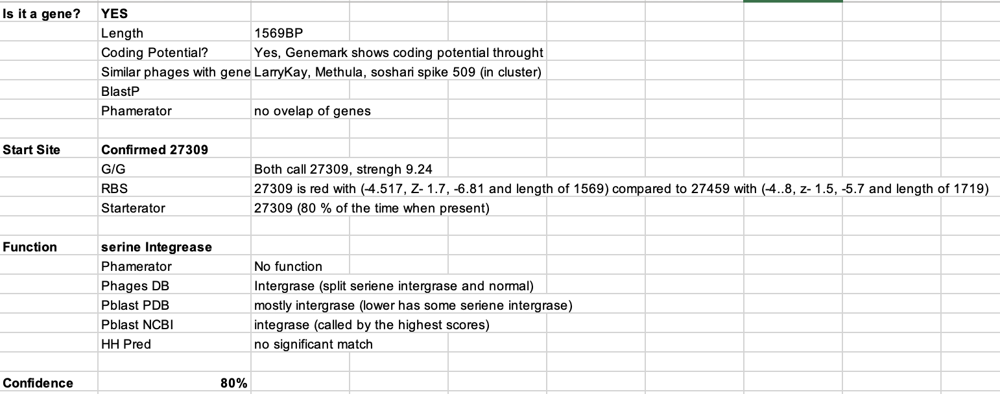 Is it a gene? YES
Length 1569BP
Coding Potential? Yes, Genemark shows coding potential throught
Similar phages with gene LarryKay, Methula, soshari spike 509 (in cluster)
BlastP
Phamerator no ovelap of genes
Start Site Confirmed 27309
G/G Both call 27309, strengh 9.24
RBS 27309 is red with (-4.517, Z- 1.7, -6.81 and length of 1569) compared to 27459 with (-4..8, z- 1.5, -5.7 and length of 1719)
Starterator 27309 (80 % of the time when present)
Function serine Integrease
Phamerator No function
Phages DB Intergrase (split seriene intergrase and normal)
Pblast PDB mostly intergrase (lower has some seriene intergrase)
Pblast NCBI integrase (called by the highest scores)
HH Pred no significant match
Confidence 80%